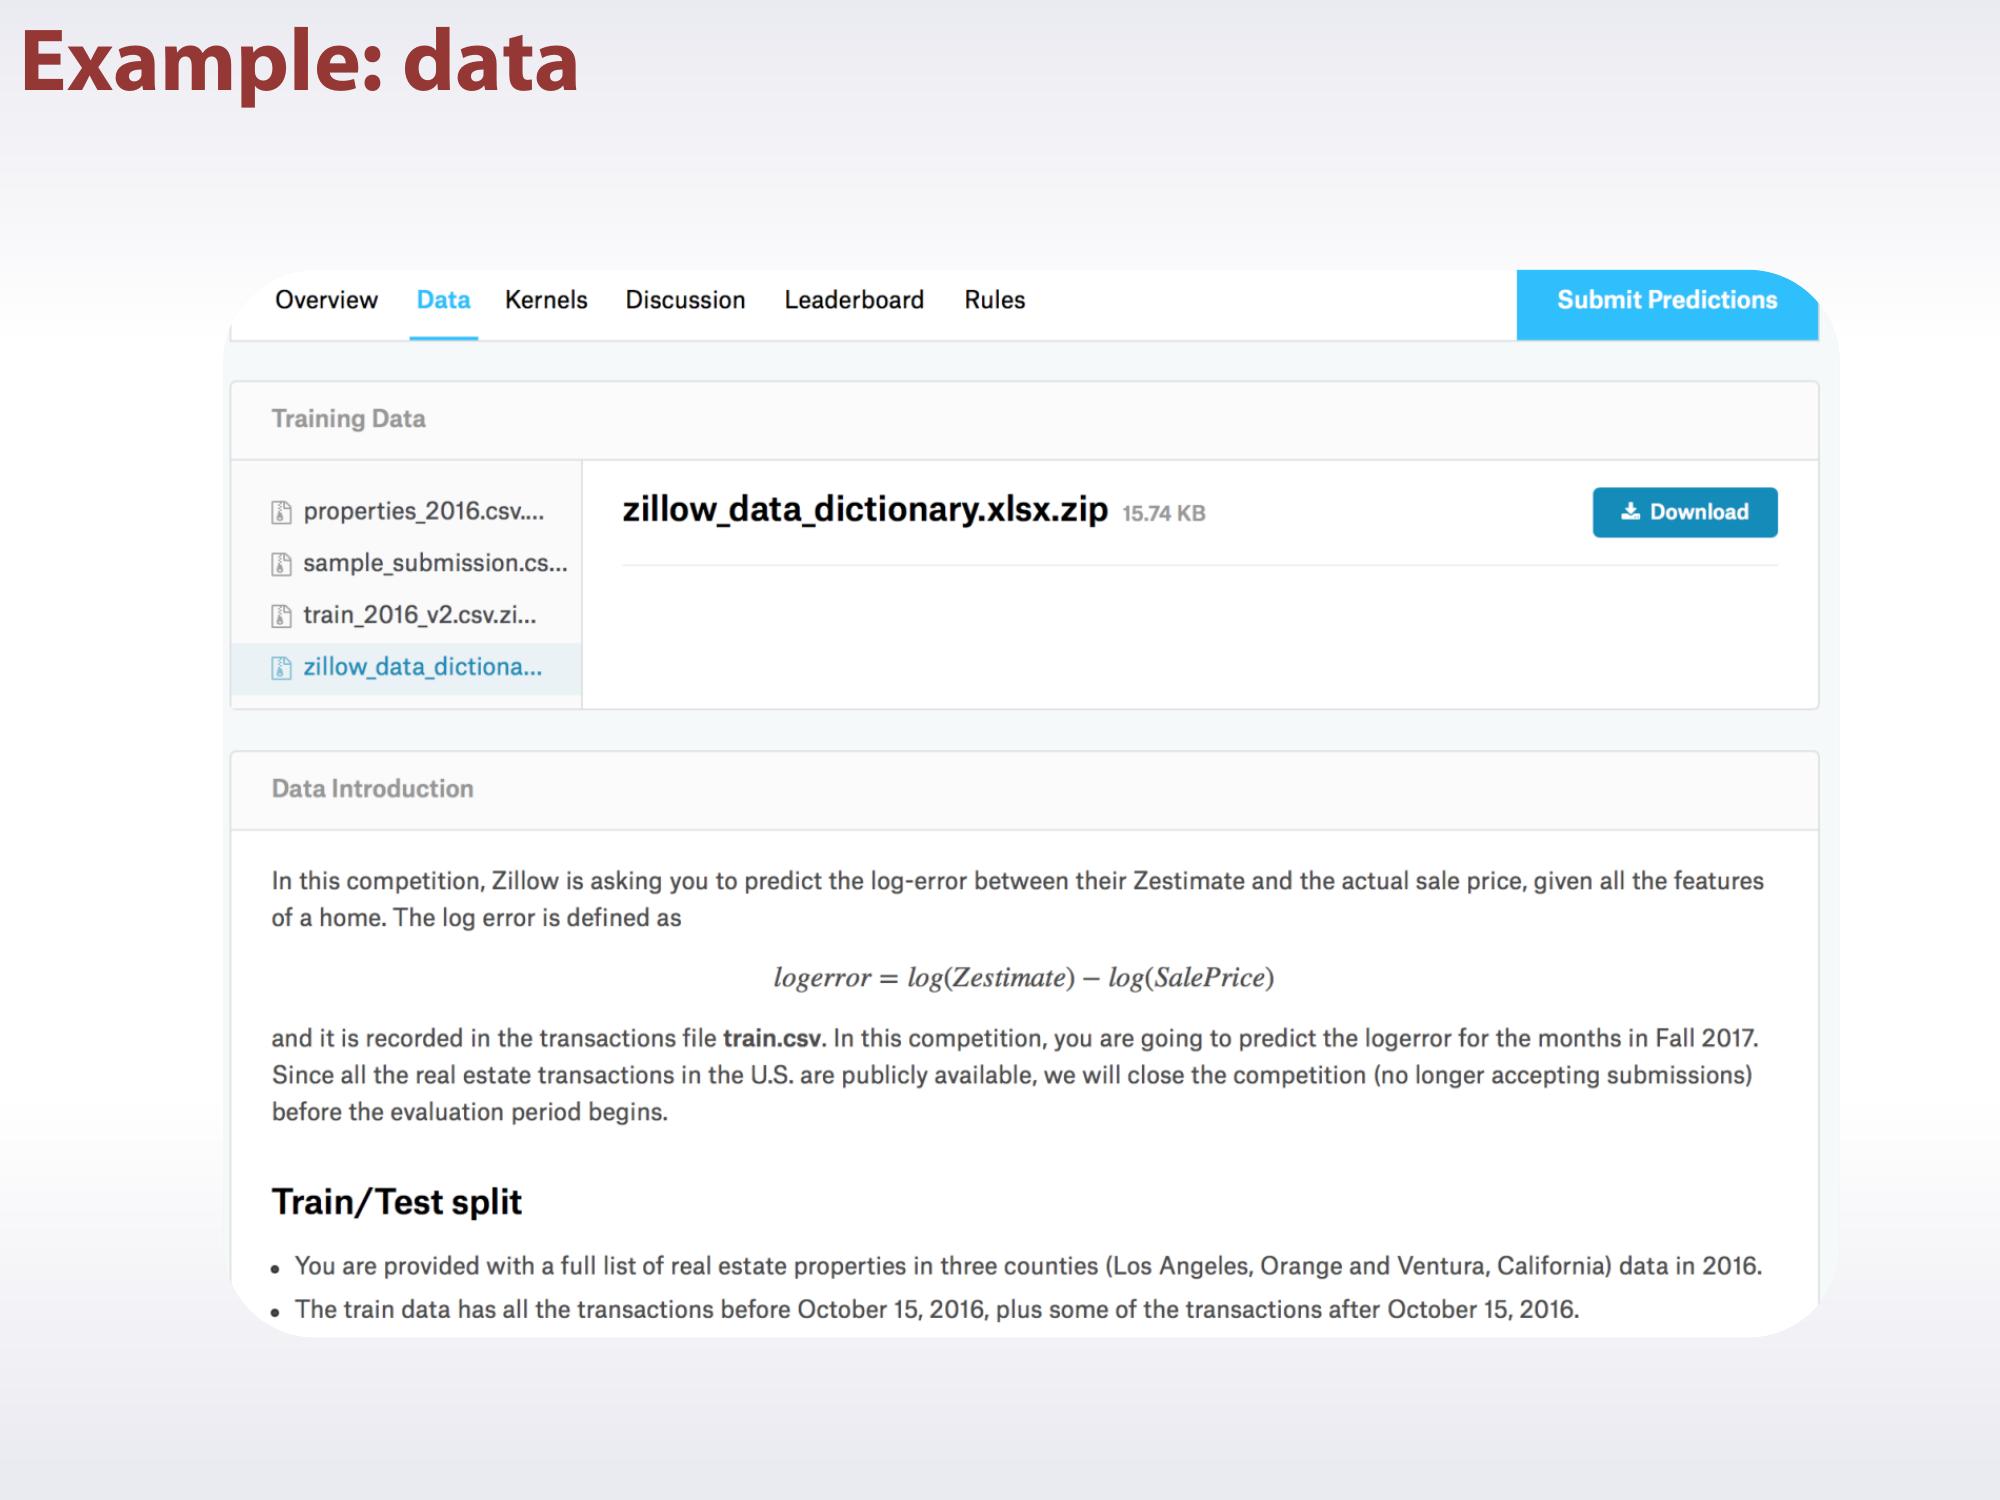 Example: data
Overview Data Kernels Discussion Leaderboard Rules Submit Predictions
Training Data
properties_2016.csv....
sample_submission.cs...
train_2016_v2.csv.zi...
zillow_data_dictiona...
zillow_data_dictionary.xlsx.zip 15.74 KB Download
Data Introduction
In this competition, Zillow is asking you to predict the log-error between their Zestimate and the actual sale price, given all the features
of a home. The log error is defined as
logerror = log(Zestimate) − log(SalePrice)
and it is recorded in the transactions file train.csv. In this competition, you are going to predict the logerror for the months in Fall 2017.
Since all the real estate transactions in the U.S. are publicly available, we will close the competition (no longer accepting submissions)
before the evaluation period begins.
Train/Test split
• You are provided with a full list of real estate properties in three counties (Los Angeles, Orange and Ventura, California) data in 2016.
• The train data has all the transactions before October 15, 2016, plus some of the transactions after October 15, 2016.